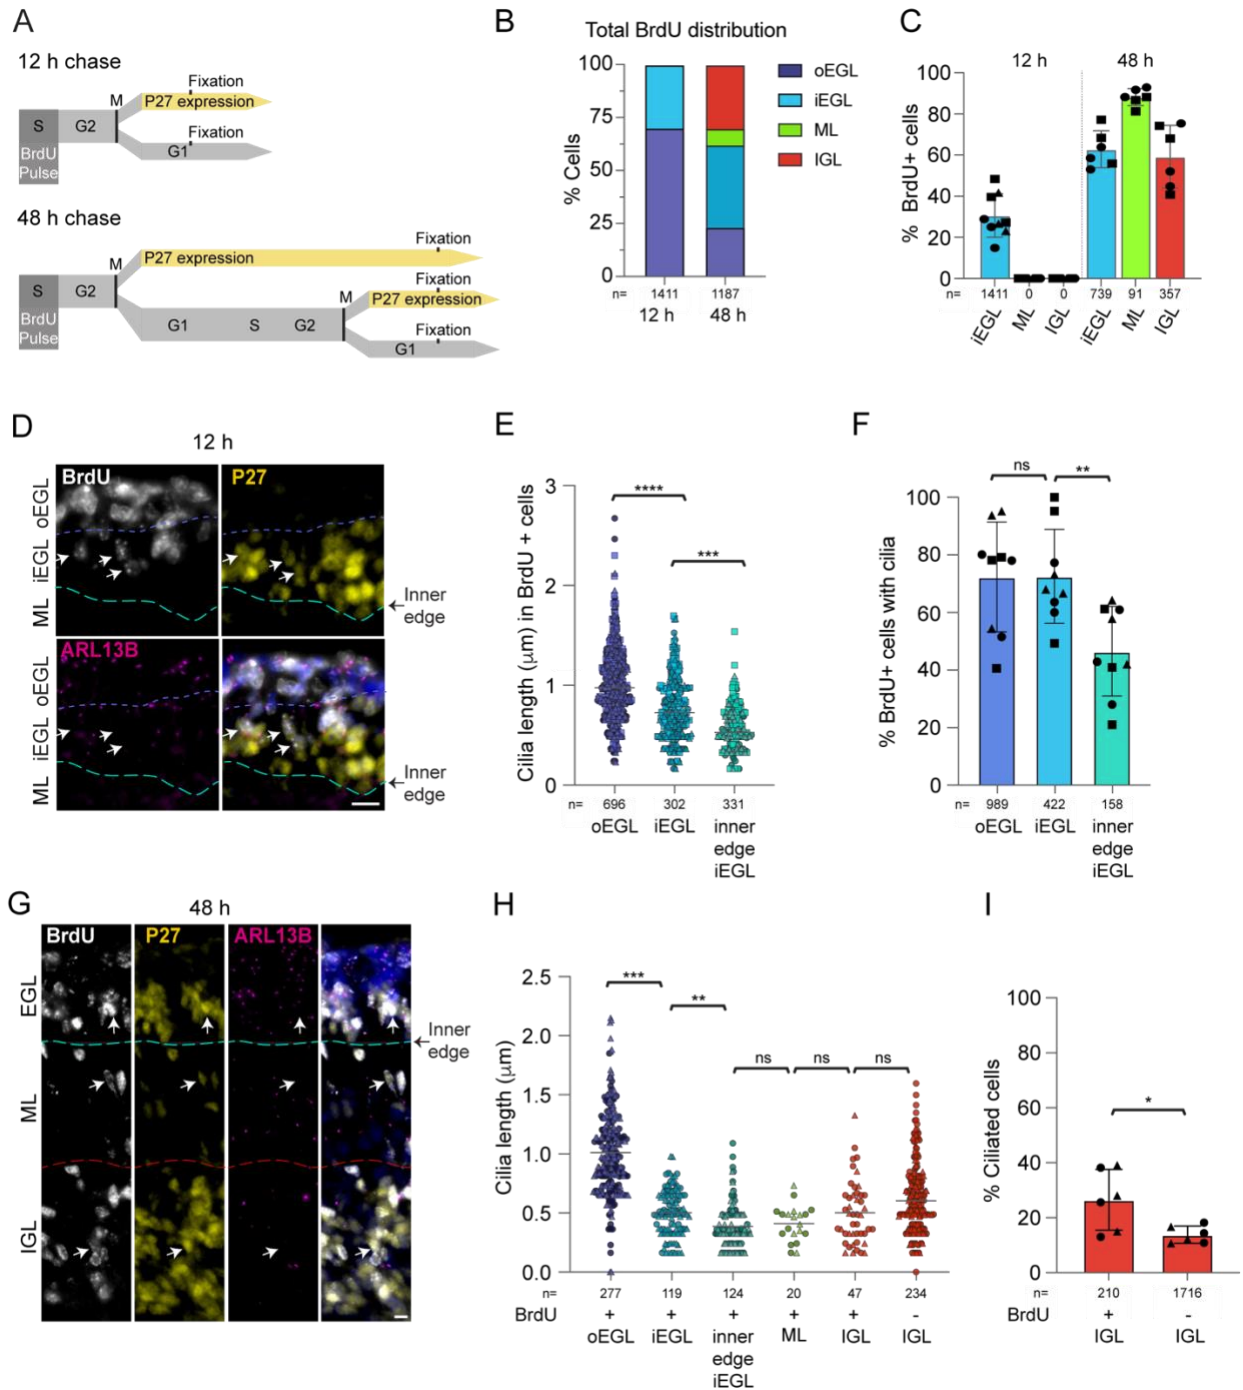 A
12 h chase
S
G2
M
P27 expression
Fixation
G1
Fixation
BrdU
Pulse
48 h chase
S
G2
M
P27 expression
Fixation
G1
S
G2
M
P27 expression
Fixation
G1
Fixation
BrdU
Pulse
B
Total BrdU distribution
% Cells
100
75
50
25
0
n=
1411
1187
12 h
48 h
oEGL
iEGL
ML
IGL
C
12 h
48 h
% BrdU+ cells
100
80
60
40
20
0
n=
1411
0
0
739
91
357
iEGL
ML
IGL
iEGL
ML
IGL
D
12 h
BrdU
P27
oEGL
iEGL
ML
Inner
edge
ARL13B
oEGL
iEGL
ML
Inner
edge
E
Cilia length (μm) in BrdU + cells
3
2
1
0
****
***
n=
696
302
331
oEGL
iEGL
inner
edge
iEGL
F
% BrdU+ cells with cilia
100
80
60
40
20
0
ns
**
n=
989
422
158
oEGL
iEGL
inner
edge
iEGL
G
48 h
BrdU
P27
ARL13B
EGL
ML
IGL
Inner
edge
H
Cilia length (μm)
2.5
2.0
1.5
1.0
0.5
0.0
***
**
ns
ns
ns
n=
277
119
124
20
47
234
BrdU
+
+
+
+
+
-
oEGL
iEGL
inner
edge
iEGL
ML
IGL
IGL
I
% Ciliated cells
100
80
60
40
20
0
*
n=
210
1716
BrdU
+
-
IGL
IGL